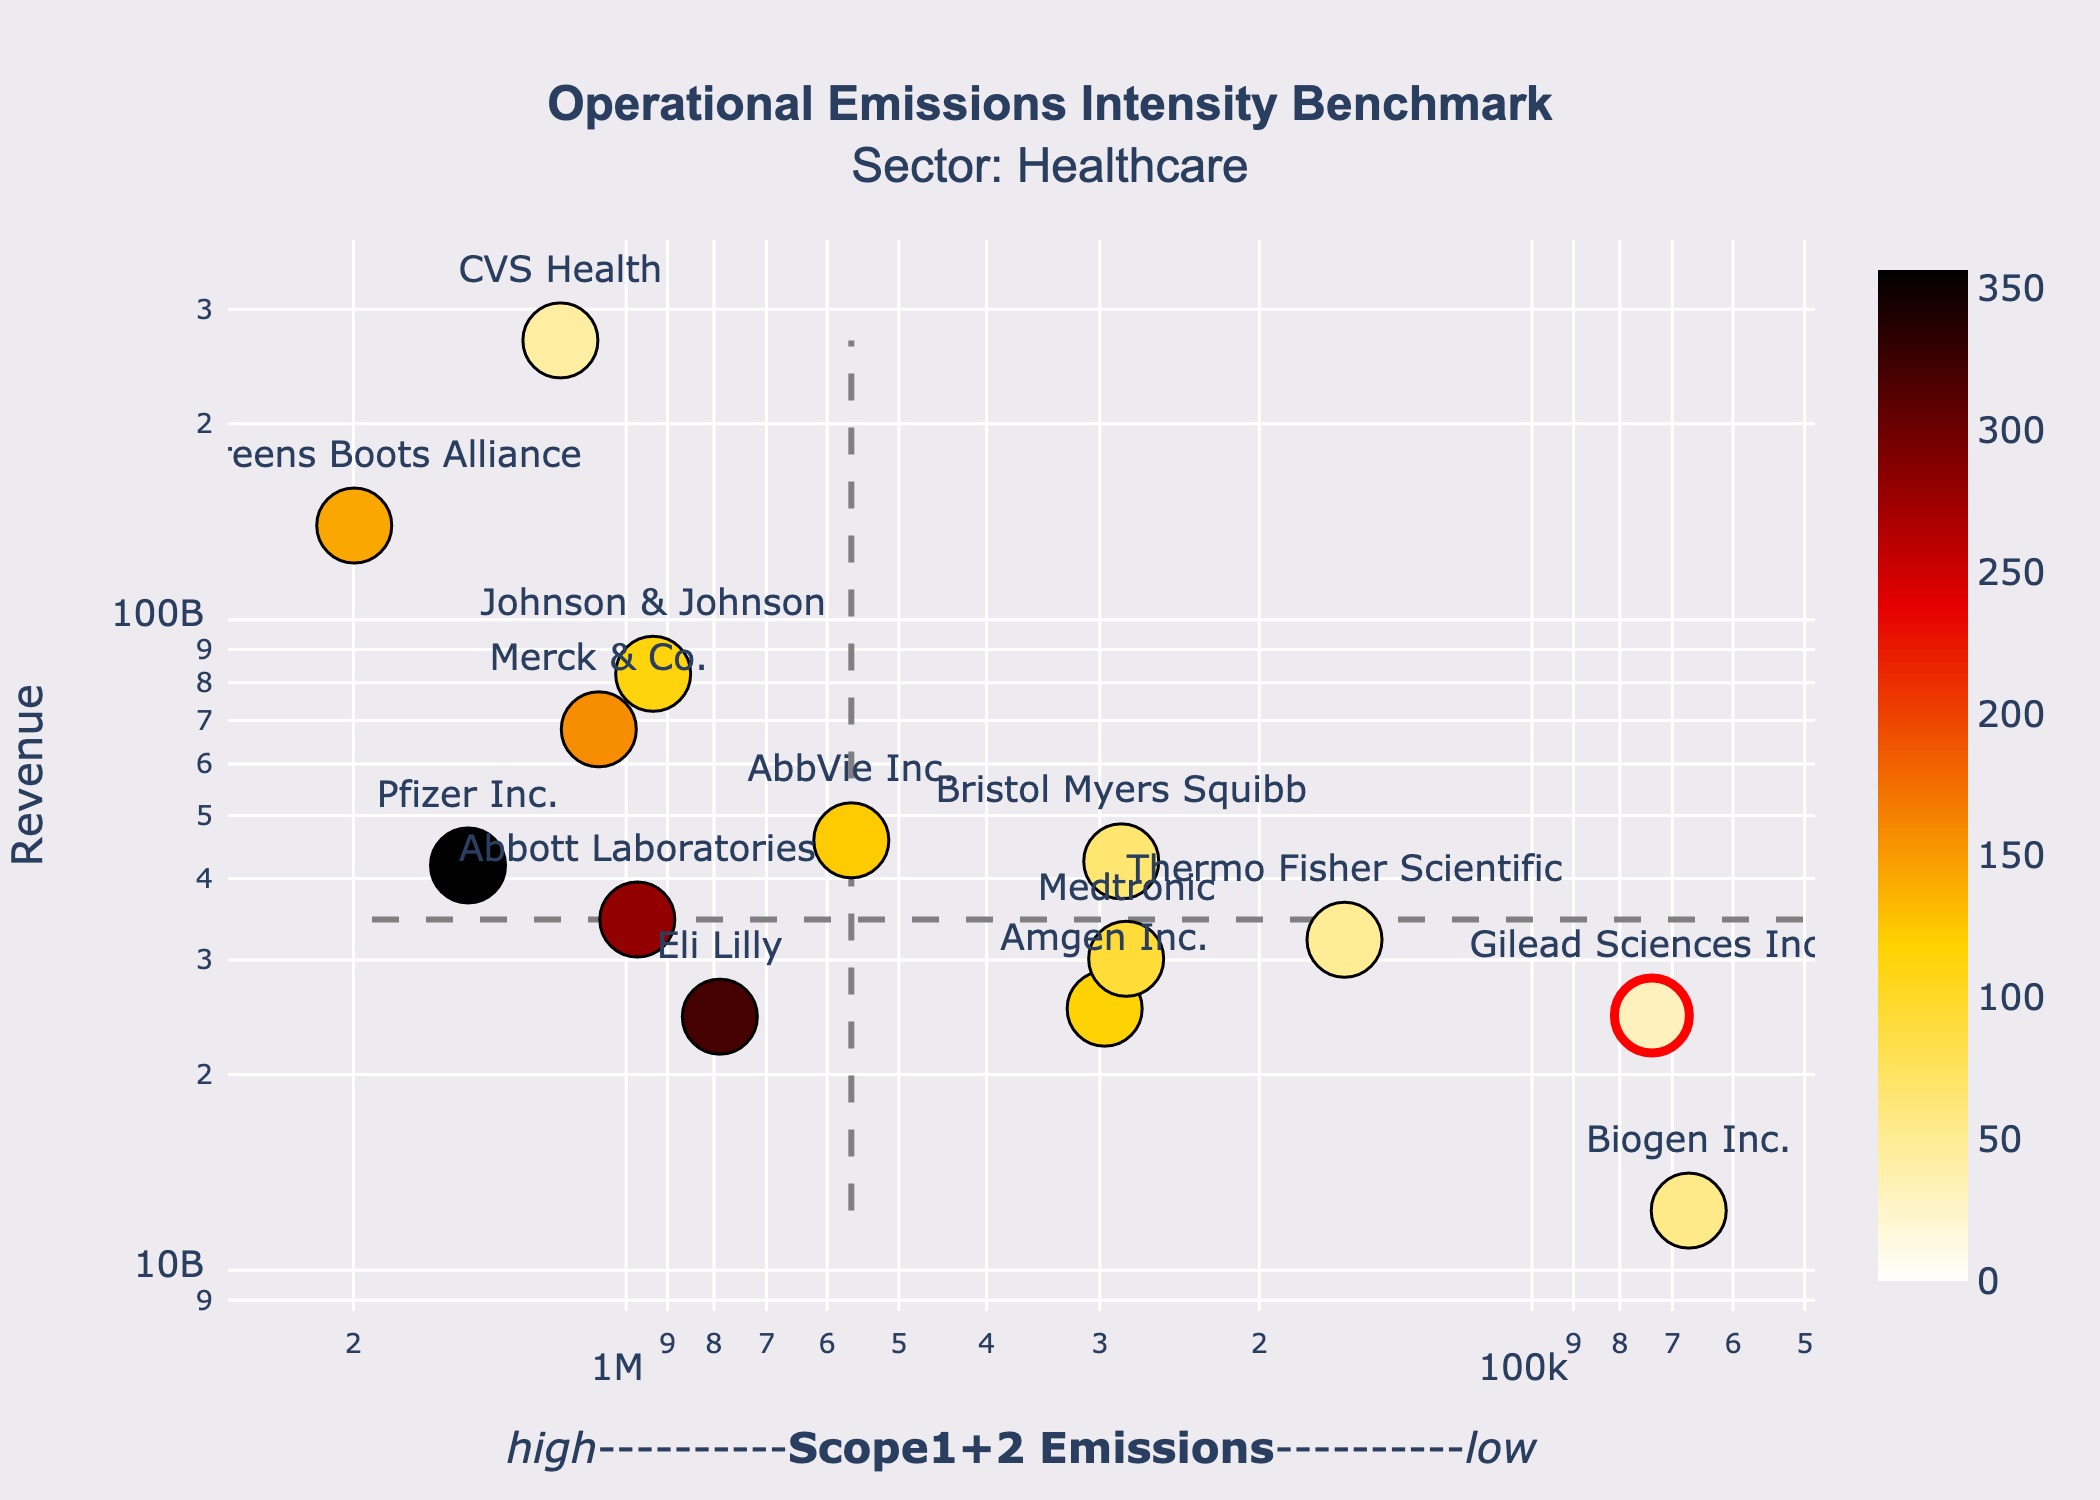 Operational Emissions Intensity Benchmark
Sector: Healthcare
CVS Health
reens Boots Alliance
Johnson & Johnson
Merck & Co.
AbbVie Inc.
Bristol Myers Squibb
Pfizer Inc.
Abbott Laboratories
Thermo Fisher Scientific
Medtronic
Amgen Inc.
Eli Lilly
Gilead Sciences Inc
Biogen Inc.
Revenue
3
2
100B
9
8
7
6
5
4
3
2
10B
9
2 1M 9 8 7 6 5 4 3 2 100k 9 8 7 6 5
high----------Scope1+2 Emissions----------low
350
300
250
200
150
100
50
0